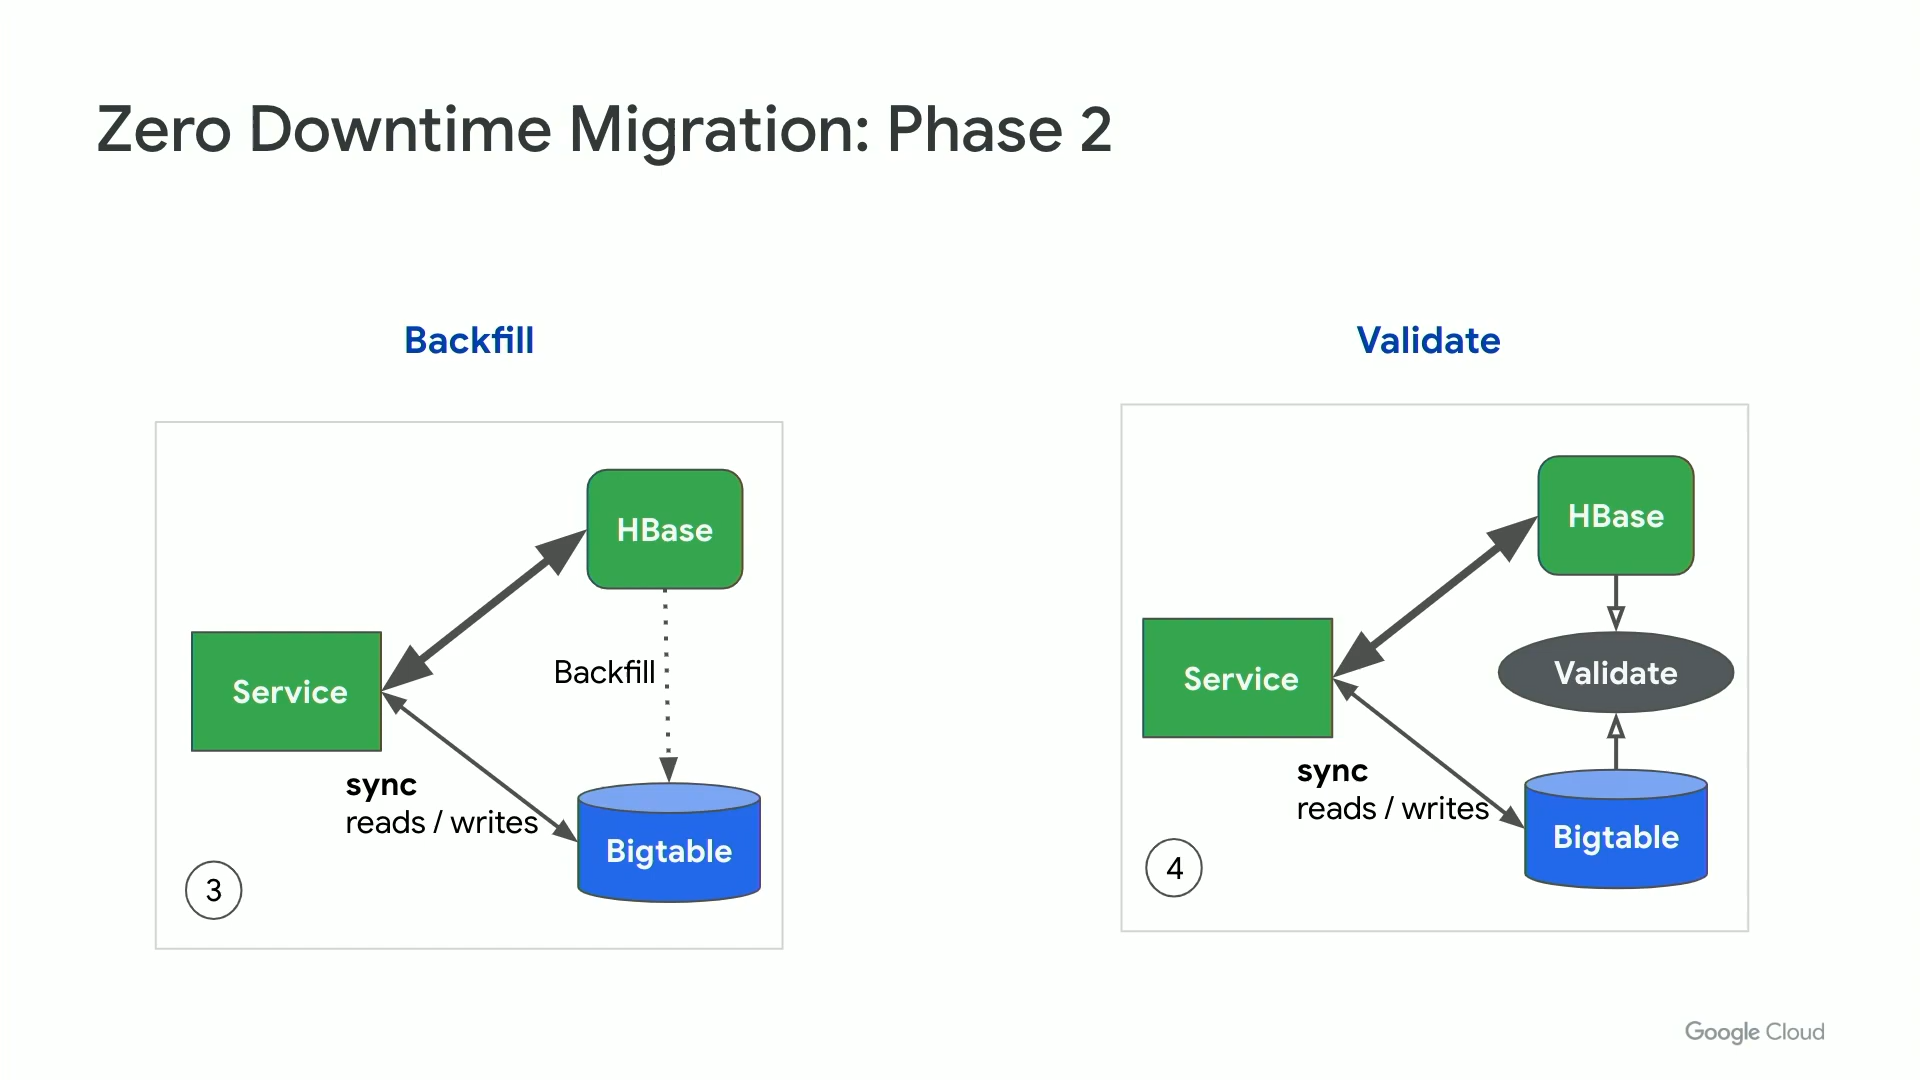 Zero Downtime Migration: Phase 2
Backfill
HBase
Service
Backfill
sync
reads / writes
Bigtable
3
Validate
HBase
Service
Validate
sync
reads / writes
Bigtable
4
Google Cloud